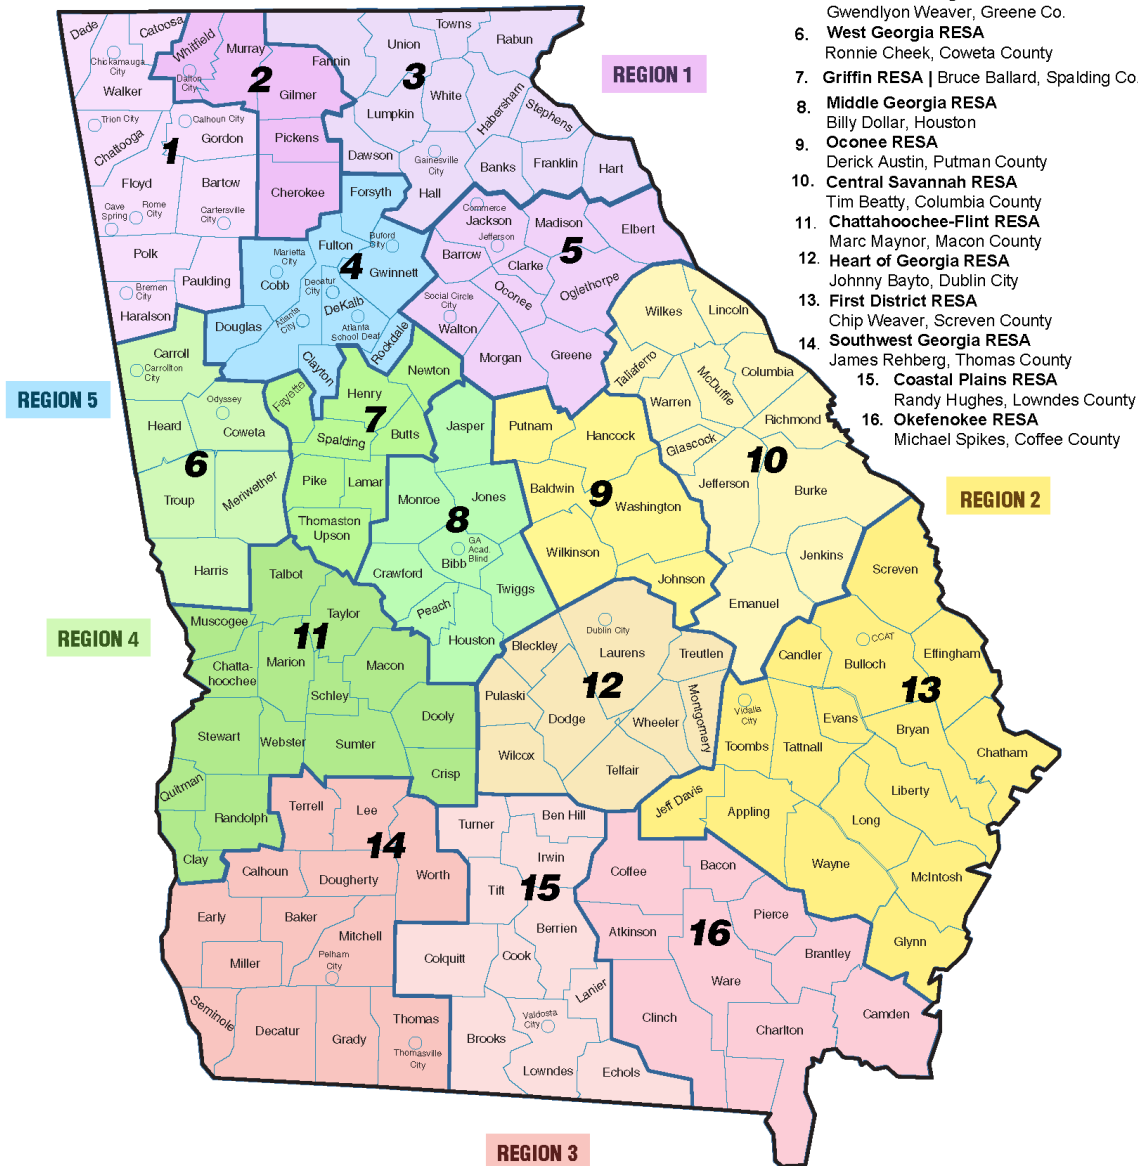 Gwendlyon Weaver, Greene Co.
6. West Georgia RESA
Ronnie Cheek, Coweta County
7. Griffin RESA | Bruce Ballard, Spalding Co.
8. Middle Georgia RESA
Billy Dollar, Houston
9. Oconee RESA
Derick Austin, Putman County
10. Central Savannah RESA
Tim Beatty, Columbia County
11. Chattahoochee-Flint RESA
Marc Maynor, Macon County
12. Heart of Georgia RESA
Johnny Bayto, Dublin City
13. First District RESA
Chip Weaver, Screven County
14. Southwest Georgia RESA
James Rehberg, Thomas County
15. Coastal Plains RESA
Randy Hughes, Lowndes County
16. Okefenokee RESA
Michael Spikes, Coffee County
REGION 1
REGION 5
REGION 2
REGION 4
REGION 3
1
Dade
Catoosa
Chickamauga
City
Walker
Trion City
Calhoun City
Chattooga
Gordon
Floyd
Bartow
Cave
Spring
Rome
City
Cartersville
City
Polk
Paulding
Bremen
City
Haralson
2
Whitfield
Murray
Dalton
City
Fannin
Gilmer
Pickens
Cherokee
3
Towns
Union
Rabun
White
Lumpkin
Habersham
Stephens
Dawson
Gainesville
City
Banks
Franklin
Hart
Hall
4
Forsyth
Fulton
Buford
City
Marietta
City
Cobb
Decatur
City
Gwinnett
DeKalb
Atlanta
City
Atlanta
School Deaf
Douglas
Clayton
Rockdale
5
Commerce
Jackson
Jefferson
Madison
Elbert
Barrow
Clarke
Oconee
Oglethorpe
Social Circle
City
Walton
Morgan
Greene
6
Carroll
Carrollton
City
Odyssey
Heard
Coweta
Troup
Meriwether
Harris
7
Newton
Fayette
Henry
Spalding
Butts
Pike
Lamar
Thomaston
Upson
8
Jasper
Monroe
Jones
GA
Acad.
Blind
Bibb
Crawford
Twiggs
Peach
Houston
9
Putnam
Hancock
Baldwin
Washington
Wilkinson
Johnson
10
Wilkes
Lincoln
Taliaferro
McDuffie
Columbia
Warren
Richmond
Glascock
Jefferson
Burke
Jenkins
Emanuel
11
Talbot
Muscogee
Taylor
Chatta-
hoochee
Marion
Macon
Schley
Stewart
Webster
Sumter
Dooly
Crisp
Quitman
Randolph
Clay
12
Dublin City
Bleckley
Laurens
Treutlen
Pulaski
Dodge
Wheeler
Montgomery
Wilcox
Telfair
13
Screven
CCAT
Candler
Bulloch
Effingham
Vidalia
City
Toombs
Tattnall
Evans
Bryan
Chatham
Jeff Davis
Appling
Liberty
Long
Wayne
McIntosh
Glynn
14
Terrell
Lee
Calhoun
Dougherty
Worth
Early
Baker
Mitchell
Miller
Pelham
City
Seminole
Decatur
Grady
Thomas
Thomasville
City
15
Turner
Ben Hill
Irwin
Tift
Berrien
Colquitt
Cook
Lanier
Valdosta
City
Brooks
Lowndes
Echols
16
Coffee
Bacon
Atkinson
Pierce
Brantley
Ware
Clinch
Charlton
Camden